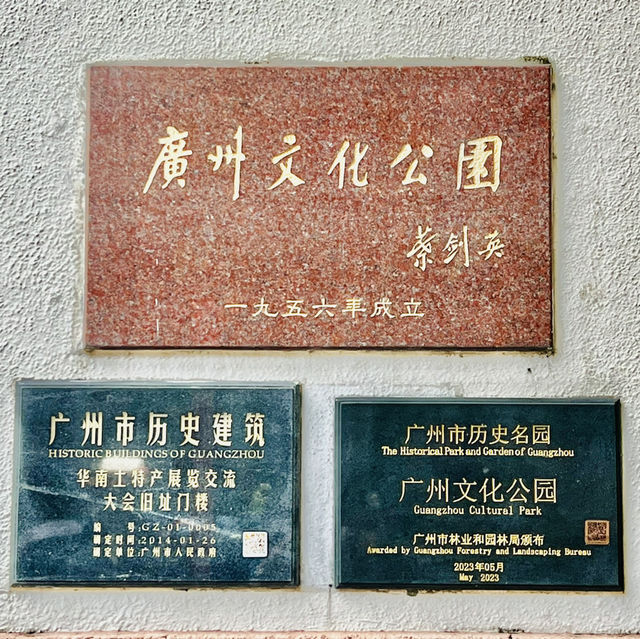 廣州文化公園
葉剑英
一九五六年成立
广州市历史建筑
HISTORIC BUILDINGS OF GUANGZHOU
华南土特产展览交流
大会旧址门楼
编 号:GZ-01-0005
确定时间:2014-01-26
确定单位:广州市人民政府
广州市历史名园
The Historical Park and Garden of Guangzhou
广州文化公园
Guangzhou Cultural Park
广州市林业和园林局颁布
Awarded by Guangzhou Forestry and Landscaping Bureau
2023年05月
May 2023